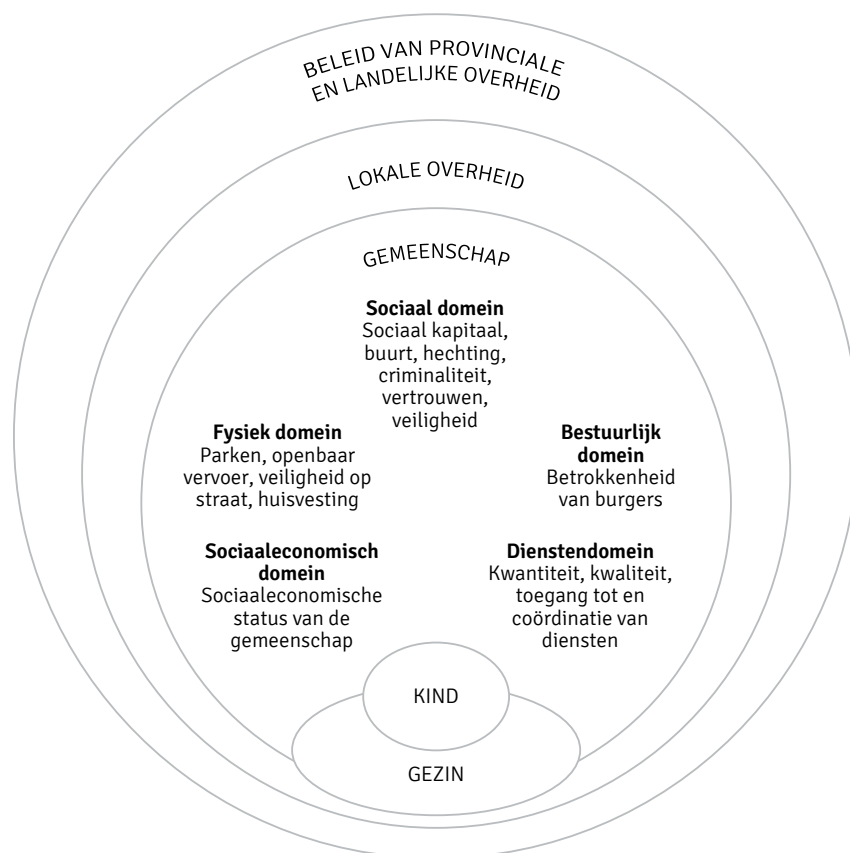 BELEID VAN PROVINCIALE
EN LANDELIJKE OVERHEID
LOKALE OVERHEID
GEMEENSCHAP
Sociaal domein
Sociaal kapitaal,
buurt, hechting,
criminaliteit,
vertrouwen,
veiligheid
Fysiek domein
Parken, openbaar
vervoer, veiligheid op
straat, huisvesting
Bestuurlijk
domein
Betrokkenheid
van burgers
Sociaaleconomisch
domein
Sociaaleconomische
status van de
gemeenschap
Dienstendomein
Kwantiteit, kwaliteit,
toegang tot en
coördinatie van
diensten
KIND
GEZIN